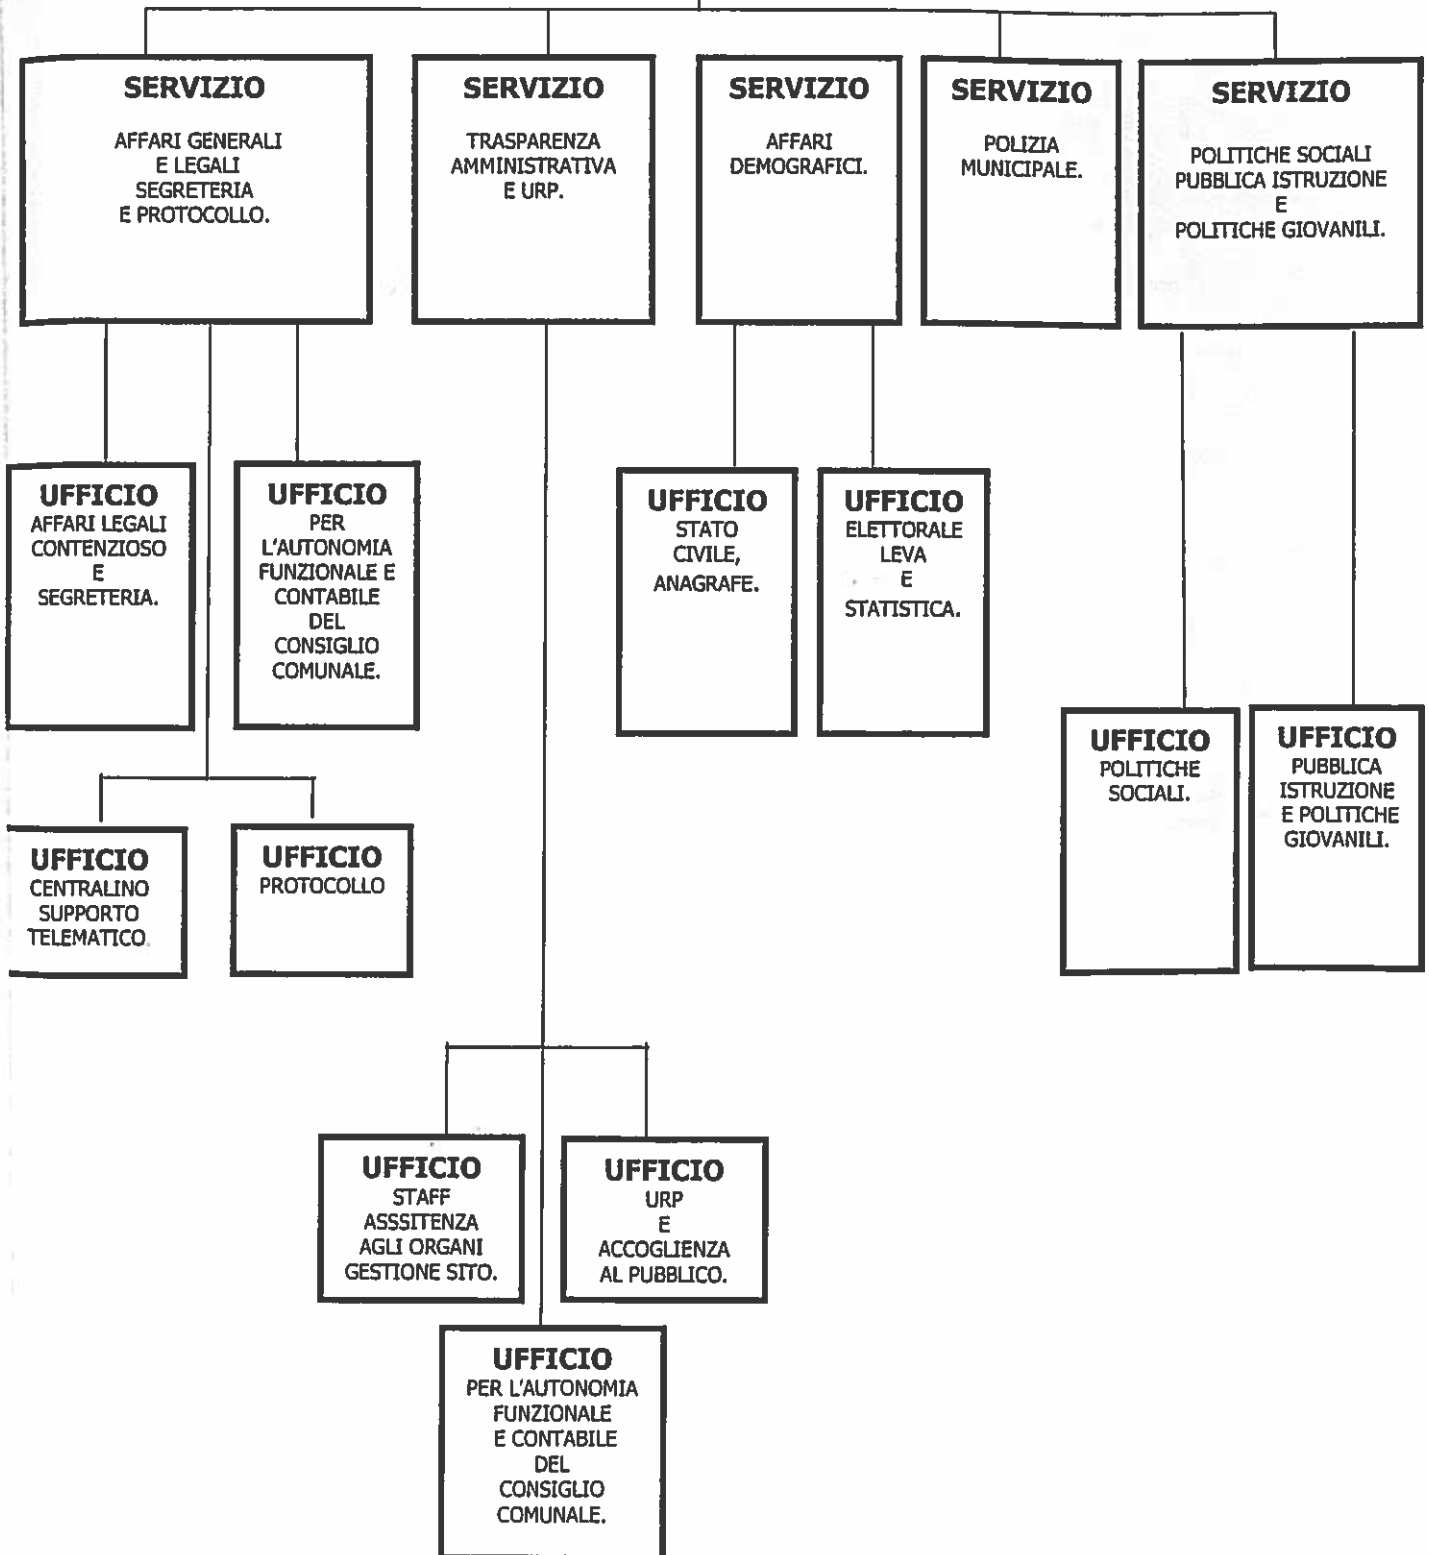 SERVIZIO
AFFARI GENERALI
E LEGALI
SEGRETERIA
E PROTOCOLLO.
SERVIZIO
TRASPARENZA
AMMINISTRATIVA
E URP.
SERVIZIO
AFFARI
DEMOGRAFICI.
SERVIZIO
POLIZIA
MUNICIPALE.
SERVIZIO
POLITICHE SOCIALI
PUBBLICA ISTRUZIONE
E
POLITICHE GIOVANILI.
UFFICIO
AFFARI LEGALI
CONTENZIOSO
E
SEGRETERIA.
UFFICIO
PER
L'AUTONOMIA
FUNZIONALE E
CONTABILE
DEL
CONSIGLIO
COMUNALE.
UFFICIO
STATO
CIVILE,
ANAGRAFE.
UFFICIO
ELETTORALE
LEVA
E
STATISTICA.
UFFICIO
POLITICHE
SOCIALI.
UFFICIO
PUBBLICA
ISTRUZIONE
E POLITICHE
GIOVANILI.
UFFICIO
CENTRALINO
SUPPORTO
TELEMATICO.
UFFICIO
PROTOCOLLO
UFFICIO
STAFF
ASSSITENZA
AGLI ORGANI
GESTIONE SITO.
UFFICIO
URP
E
ACCOGLIENZA
AL PUBBLICO.
UFFICIO
PER L'AUTONOMIA
FUNZIONALE
E CONTABILE
DEL
CONSIGLIO
COMUNALE.